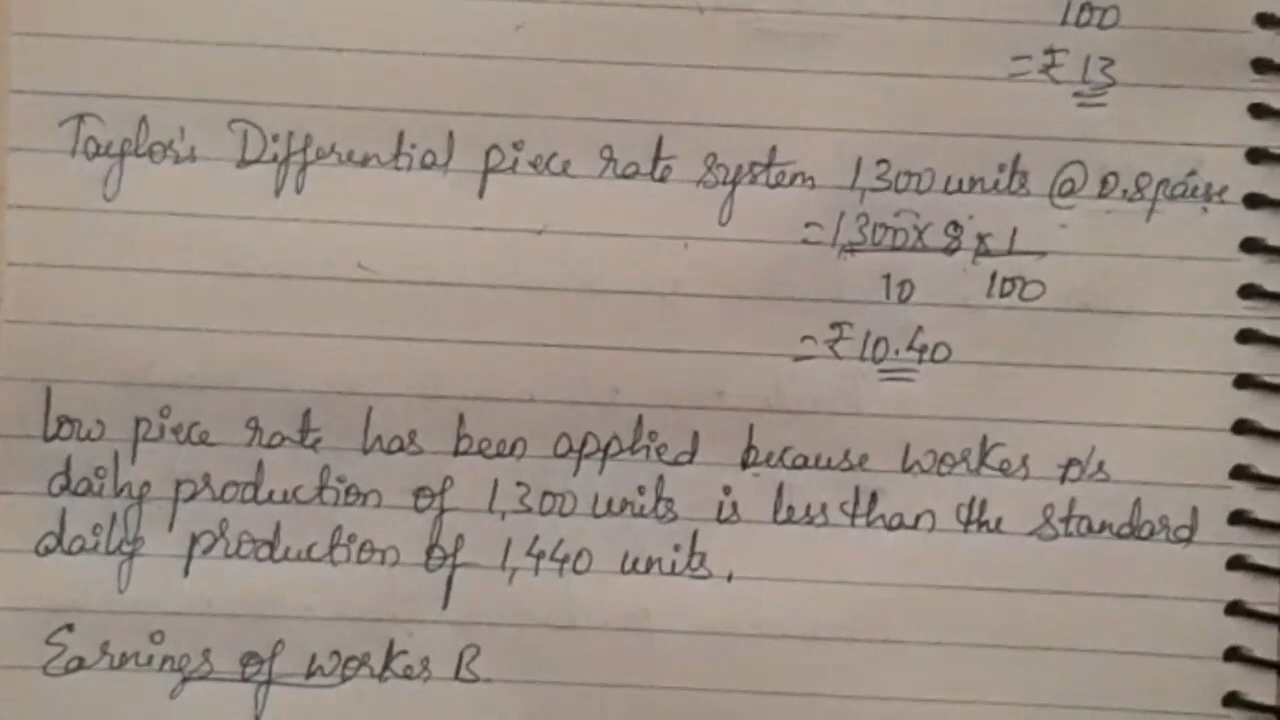 100
= ₹ 13
Taylor's Differential piece rate system 1,300 units @ 0.8 paise
= 1,300 × 8 × 1
10 100
= ₹ 10.40
low piece rate has been applied because worker
daily production of 1,300 units is less than the standard
daily production of 1,440 units.
Earnings of worker B